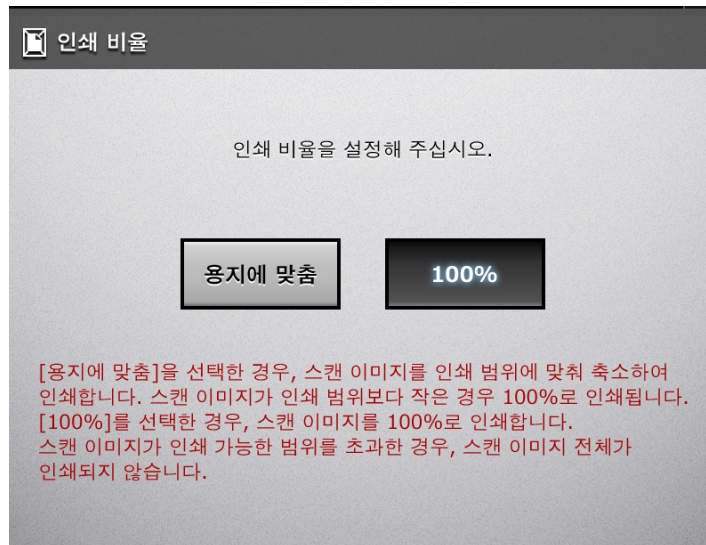 인쇄 비율
인쇄 비율을 설정해 주십시오.
용지에 맞춤
100%
[용지에 맞춤]을 선택한 경우, 스캔 이미지를 인쇄 범위에 맞춰 축소하여
인쇄합니다. 스캔 이미지가 인쇄 범위보다 작은 경우 100%로 인쇄됩니다.
[100%]를 선택한 경우, 스캔 이미지를 100%로 인쇄합니다.
스캔 이미지가 인쇄 가능한 범위를 초과한 경우, 스캔 이미지 전체가
인쇄되지 않습니다.